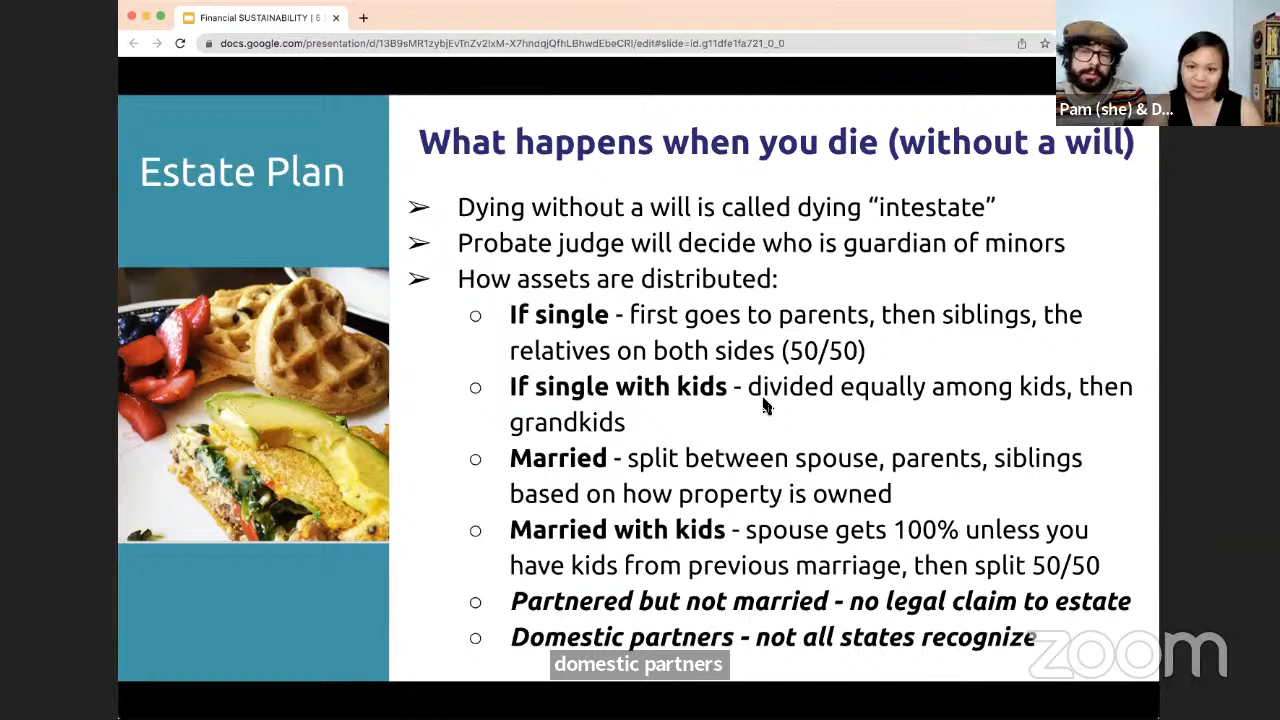 Financial SUSTAINABILITY | 6 1
docs.google.com/presentation/d/13B9sMR1zybjEvTnZv2lxM-X7hndqjQfhLBhwdEbeCRI/edit#slide=id.g11dfe1fa721_0_0
Pam (she) & D...
Estate Plan
What happens when you die (without a will)
➢ Dying without a will is called dying “intestate”
➢ Probate judge will decide who is guardian of minors
➢ How assets are distributed:
○ If single - first goes to parents, then siblings, the
relatives on both sides (50/50)
○ If single with kids - divided equally among kids, then
grandkids
○ Married - split between spouse, parents, siblings
based on how property is owned
○ Married with kids - spouse gets 100% unless you
have kids from previous marriage, then split 50/50
○ Partnered but not married - no legal claim to estate
○ Domestic partners - not all states recognize
domestic partners
zoom